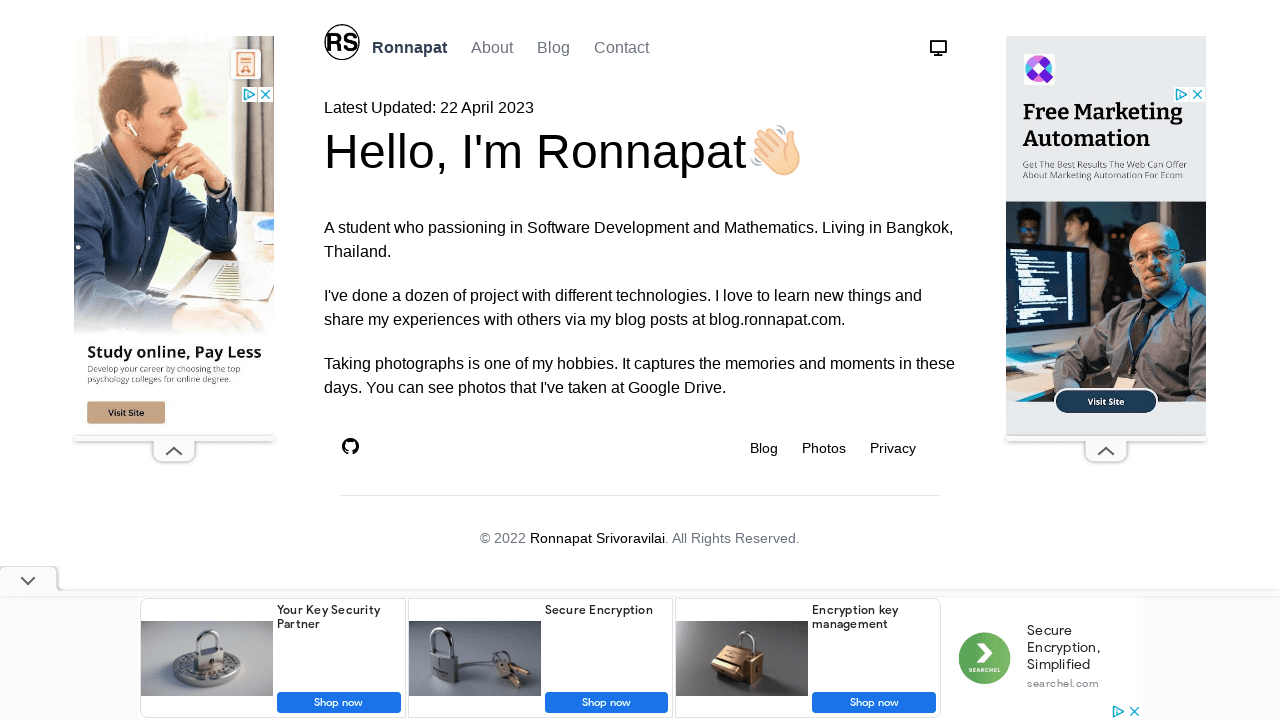 RS
Ronnapat
About
Blog
Contact
Latest Updated: 22 April 2023
Hello, I'm Ronnapat
A student who passioning in Software Development and Mathematics. Living in Bangkok,
Thailand.
I've done a dozen of project with different technologies. I love to learn new things and
share my experiences with others via my blog posts at blog.ronnapat.com.
Taking photographs is one of my hobbies. It captures the memories and moments in these
days. You can see photos that I've taken at Google Drive.
Blog
Photos
Privacy
© 2022 Ronnapat Srivoravilai. All Rights Reserved.
Study online, Pay Less
Develop your career by choosing the top
psychology colleges for online degree.
Visit Site
Free Marketing
Automation
Get The Best Results The Web Can Offer
About Marketing Automation For Ecom
Visit Site
Your Key Security
Partner
Shop now
Secure Encryption
Shop now
Encryption key
management
Shop now
SEARCHEL
Secure
Encryption,
Simplified
searchel.com